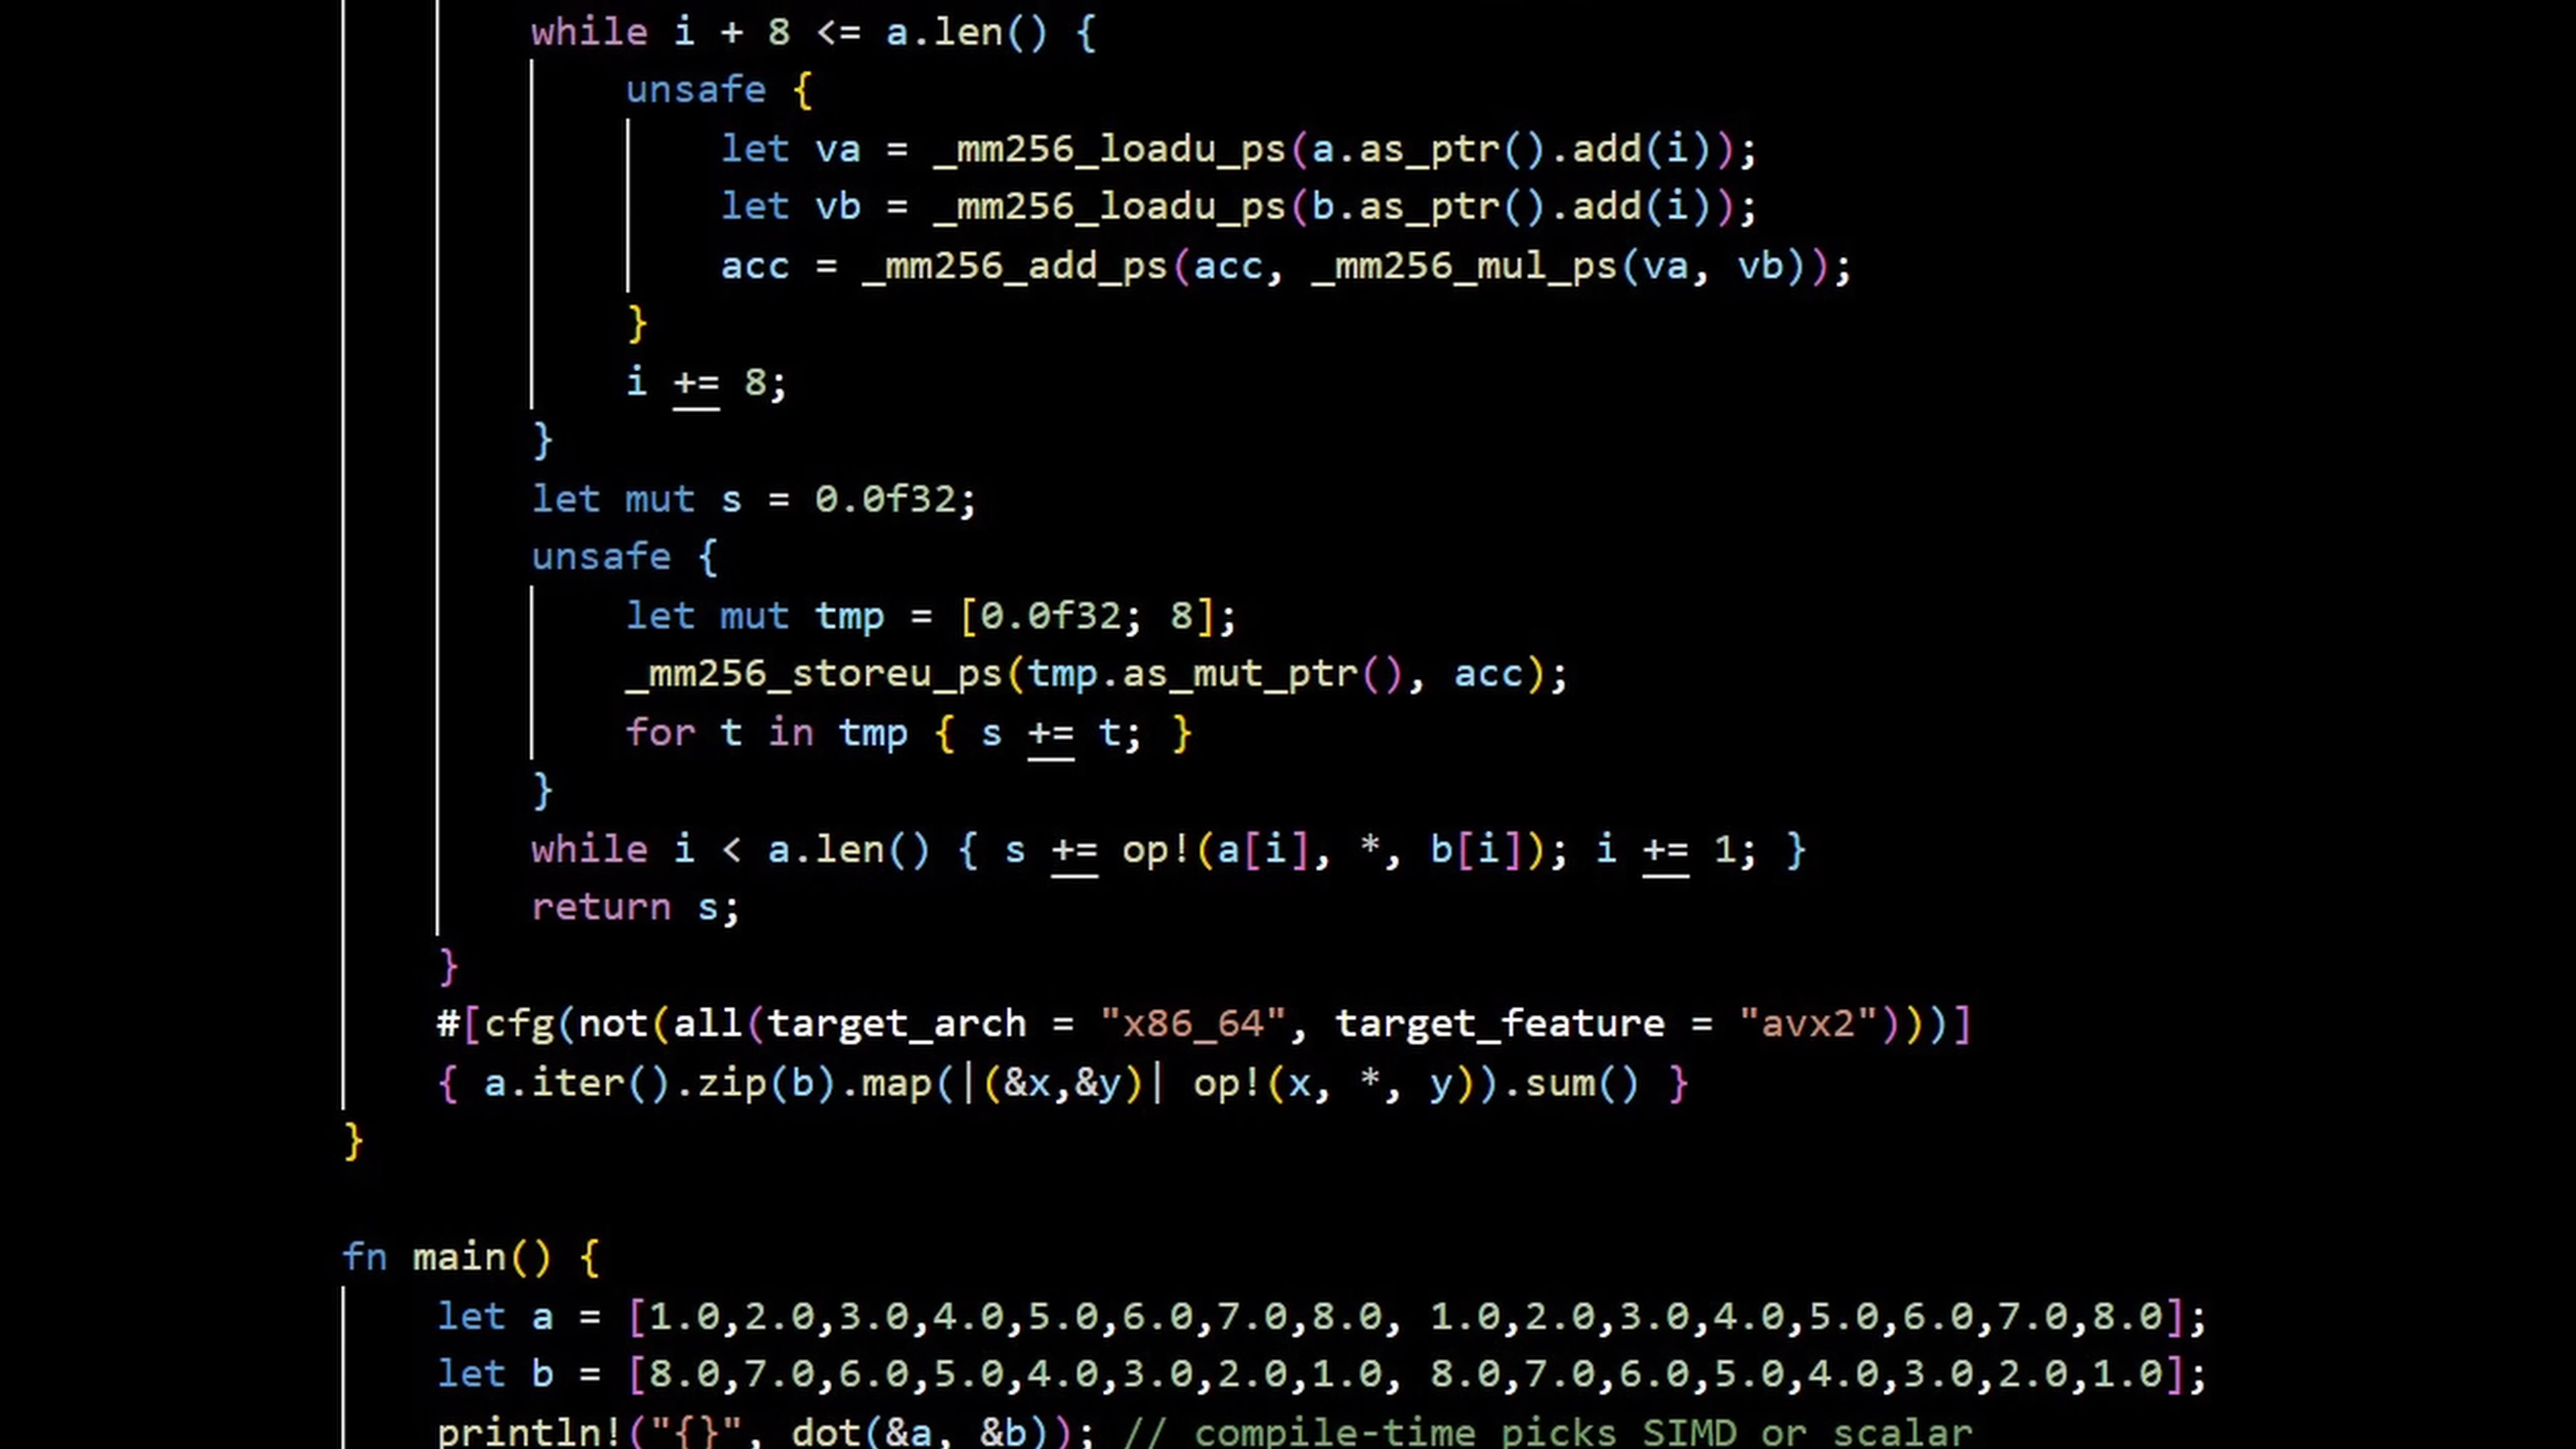 while i + 8 <= a.len() {
unsafe {
let va = _mm256_loadu_ps(a.as_ptr().add(i));
let vb = _mm256_loadu_ps(b.as_ptr().add(i));
acc = _mm256_add_ps(acc, _mm256_mul_ps(va, vb));
}
i += 8;
}
let mut s = 0.0f32;
unsafe {
let mut tmp = [0.0f32; 8];
_mm256_storeu_ps(tmp.as_mut_ptr(), acc);
for t in tmp { s += t; }
}
while i < a.len() { s += op!(a[i], *, b[i]); i += 1; }
return s;
}
#[cfg(not(all(target_arch = "x86_64", target_feature = "avx2")))]
{ a.iter().zip(b).map(|(&x,&y)| op!(x, *, y)).sum() }
}
fn main() {
let a = [1.0,2.0,3.0,4.0,5.0,6.0,7.0,8.0, 1.0,2.0,3.0,4.0,5.0,6.0,7.0,8.0];
let b = [8.0,7.0,6.0,5.0,4.0,3.0,2.0,1.0, 8.0,7.0,6.0,5.0,4.0,3.0,2.0,1.0];
println!("{}", dot(&a, &b)); // compile-time picks SIMD or scalar